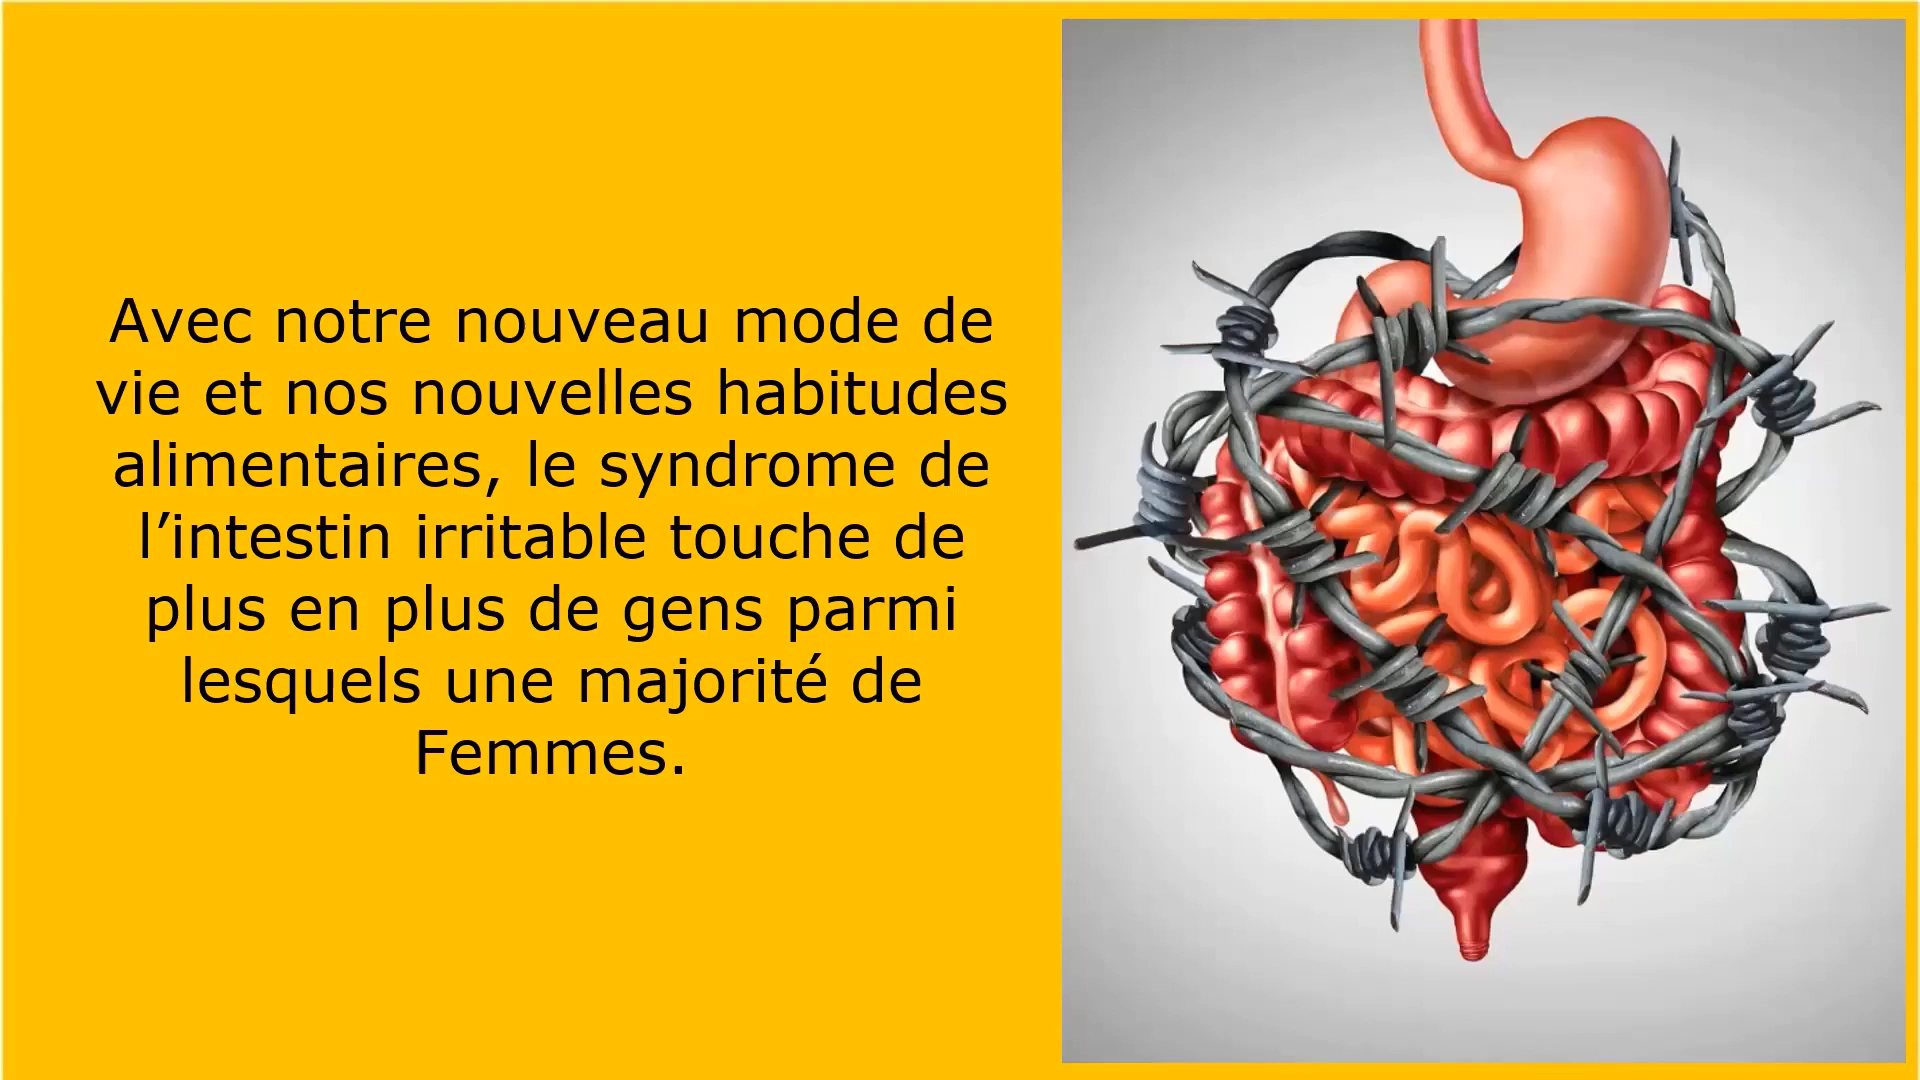 Avec notre nouveau mode de
vie et nos nouvelles habitudes
alimentaires, le syndrome de
l’intestin irritable touche de
plus en plus de gens parmi
lesquels une majorité de
Femmes.